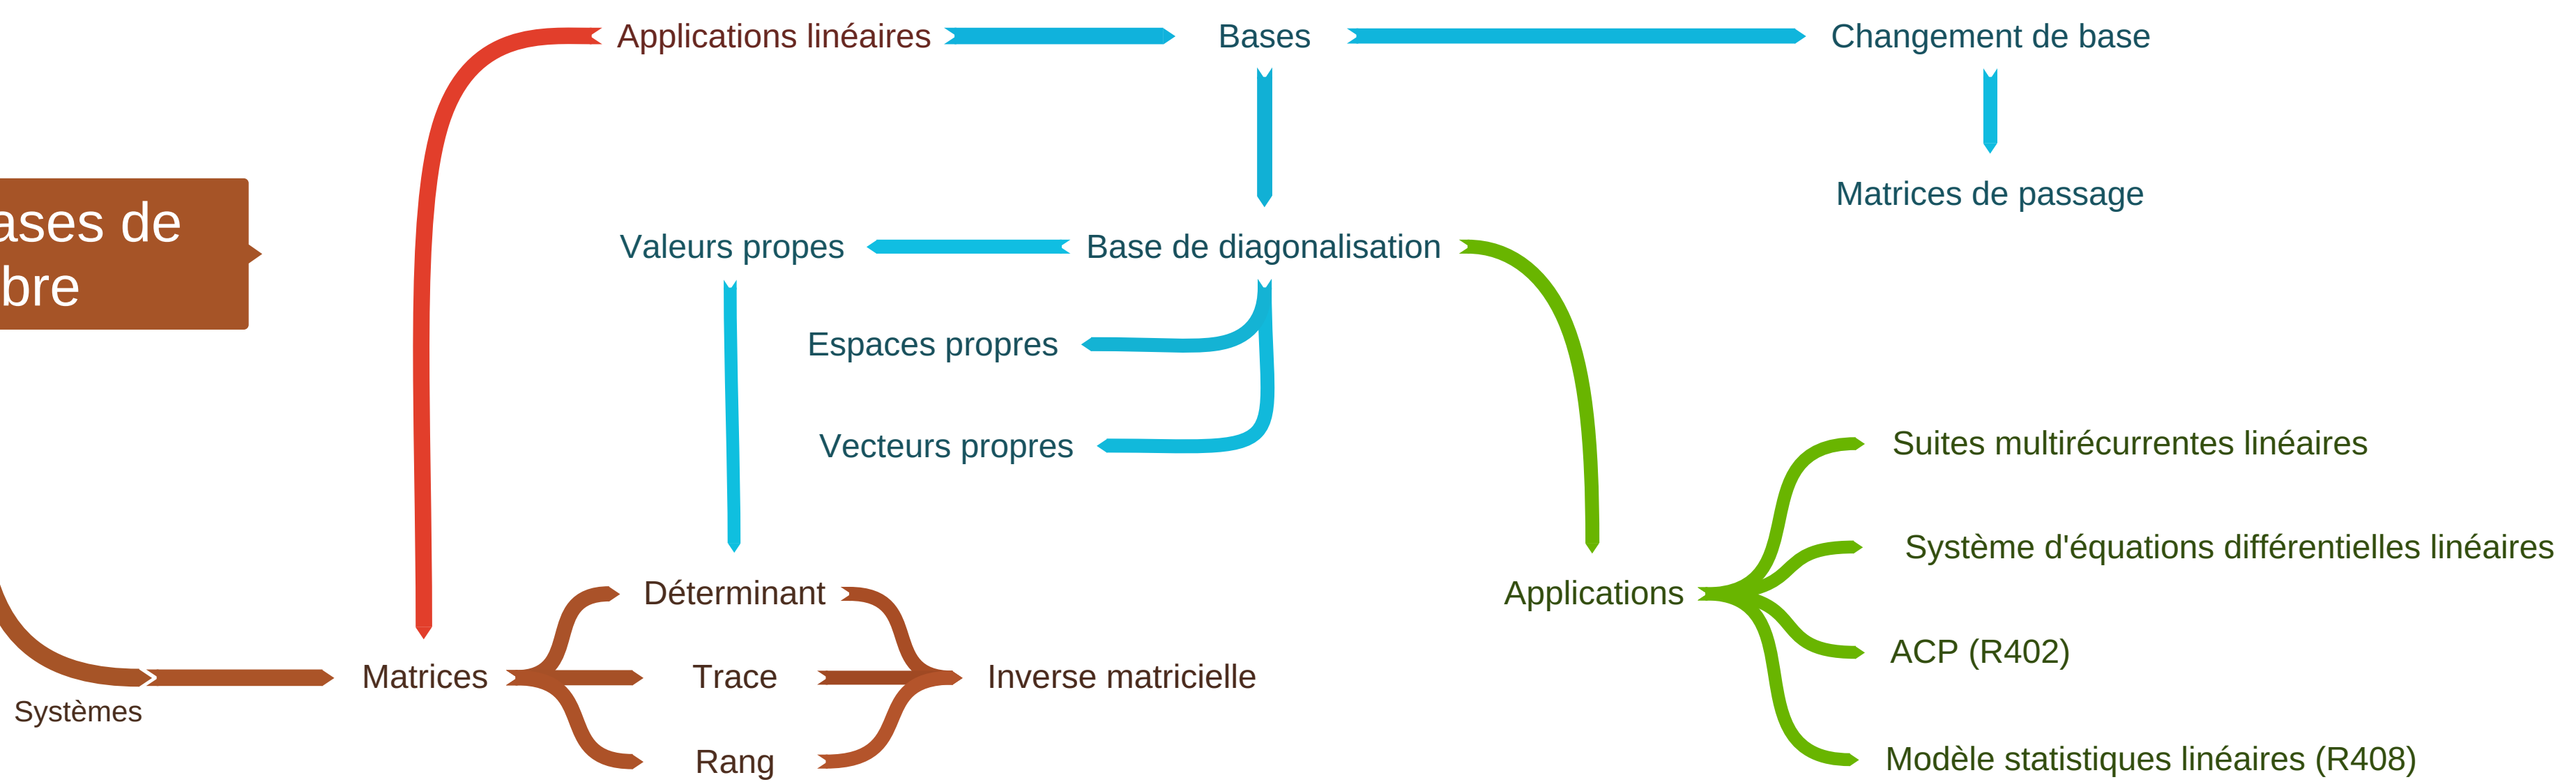 Applications linéaires
Bases
Changement de base
Matrices de passage
ases de
bre
Valeurs propes
Base de diagonalisation
Espaces propres
Vecteurs propres
Suites multirécurrentes linéaires
Système d'équations différentielles linéaires
Déterminant
Applications
ACP (R402)
Matrices
Trace
Inverse matricielle
Systèmes
Rang
Modèle statistiques linéaires (R408)